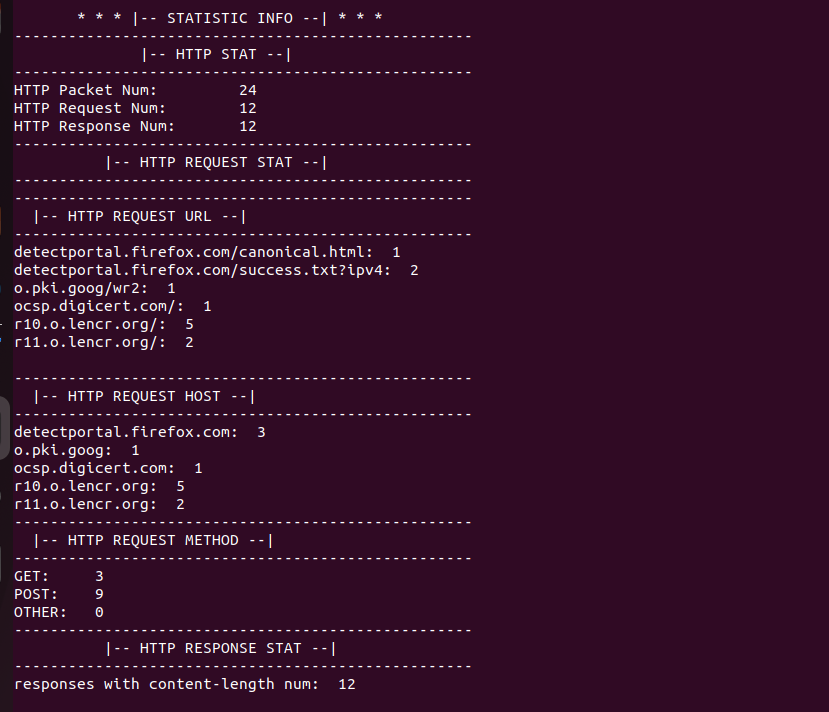 * * * |-- STATISTIC INFO --| * * *
---------------------------------------------------
|-- HTTP STAT --|
---------------------------------------------------
HTTP Packet Num:         24
HTTP Request Num:        12
HTTP Response Num:       12
---------------------------------------------------
|-- HTTP REQUEST STAT --|
---------------------------------------------------
---------------------------------------------------
|-- HTTP REQUEST URL --|
---------------------------------------------------
detectportal.firefox.com/canonical.html:  1
detectportal.firefox.com/success.txt?ipv4:  2
o.pki.goog/wr2:  1
ocsp.digicert.com/:  1
r10.o.lencr.org/:  5
r11.o.lencr.org/:  2
---------------------------------------------------
|-- HTTP REQUEST HOST --|
---------------------------------------------------
detectportal.firefox.com:  3
o.pki.goog:  1
ocsp.digicert.com:  1
r10.o.lencr.org:  5
r11.o.lencr.org:  2
---------------------------------------------------
|-- HTTP REQUEST METHOD --|
---------------------------------------------------
GET:     3
POST:    9
OTHER:   0
---------------------------------------------------
|-- HTTP RESPONSE STAT --|
---------------------------------------------------
responses with content-length num:  12